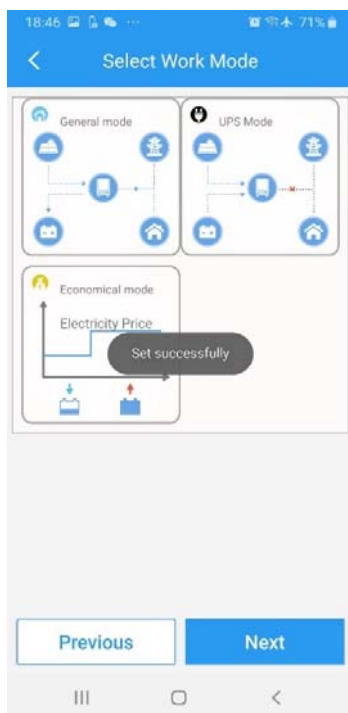 18:46
71%
Select Work Mode
General mode
UPS Mode
Economical mode
Electricity Price
Set successfully
Previous
Next